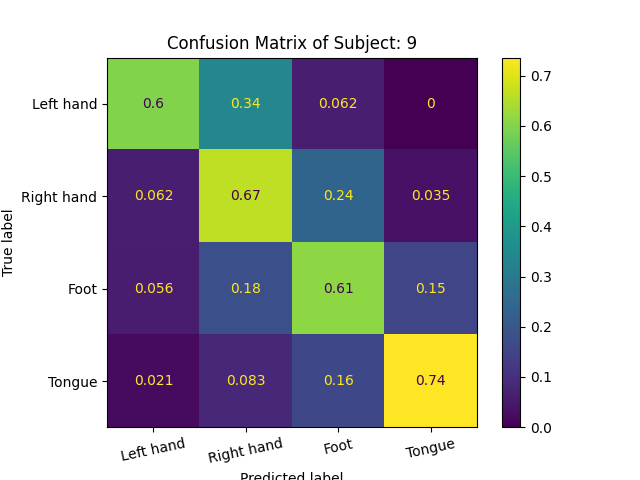 Confusion Matrix of Subject: 9
True label
Left hand 0.6 0.34 0.062 0
Right hand 0.062 0.67 0.24 0.035
Foot 0.056 0.18 0.61 0.15
Tongue 0.021 0.083 0.16 0.74
Left hand Right hand Foot Tongue
Predicted label
0.7
0.6
0.5
0.4
0.3
0.2
0.1
0.0